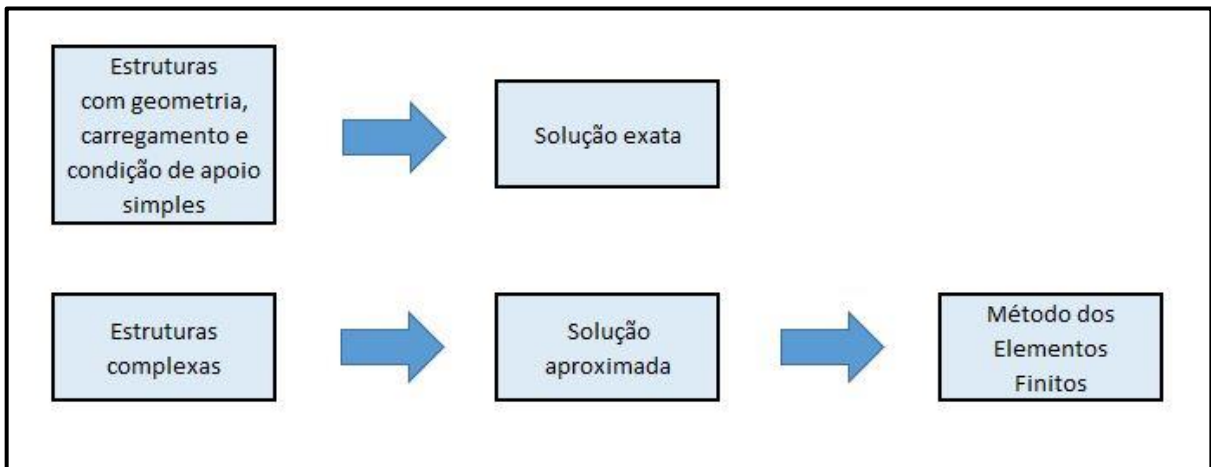 Estruturas
com geometria,
carregamento e
condição de apoio
simples
Solução exata
Estruturas
complexas
Solução
aproximada
Método dos
Elementos
Finitos